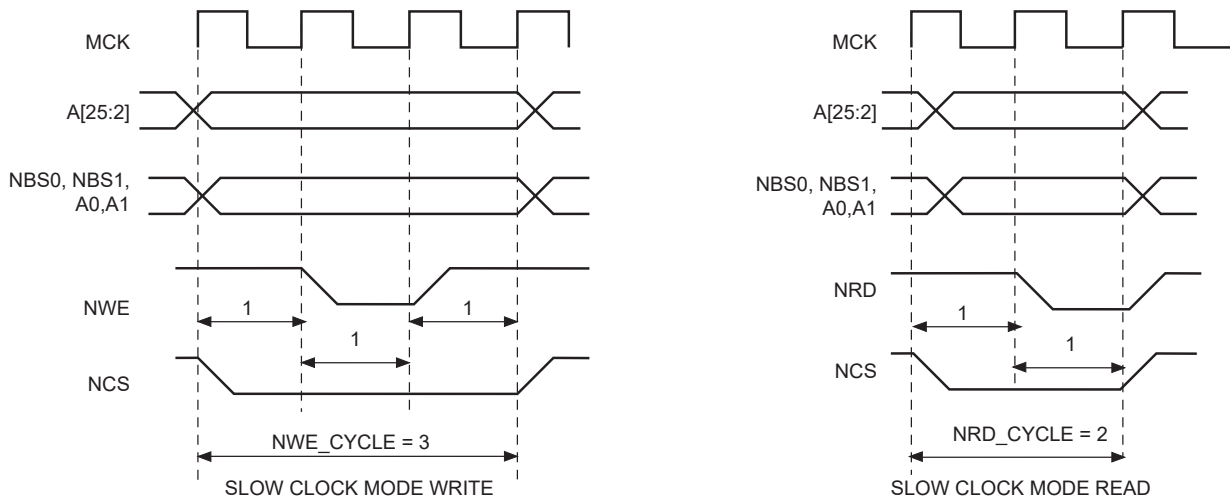 MCK
A[25:2]
NBS0, NBS1,
A0,A1
NWE
1
1
1
NCS
NWE_CYCLE = 3
SLOW CLOCK MODE WRITE
MCK
A[25:2]
NBS0, NBS1,
A0,A1
NRD
1
1
NCS
NRD_CYCLE = 2
SLOW CLOCK MODE READ